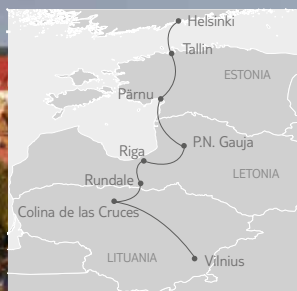 Helsinki
Tallin
ESTONIA
Pärnu
P.N. Gauja
Riga
LETONIA
Rundale
Colina de las Cruces
LITUANIA
Vilnius